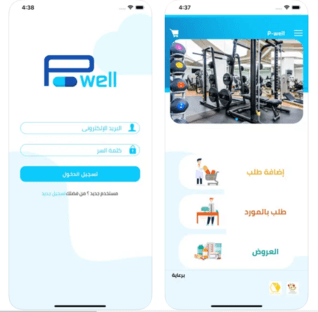 4:38
P well
البريد الإلكتروني
كلمة السر
تسجيل الدخول
مستخدم جديد ؟ من فضلك تسجيل جديد
4:37
P-well
إضافة طلب
طلب بالمورد
العروض
برعاية